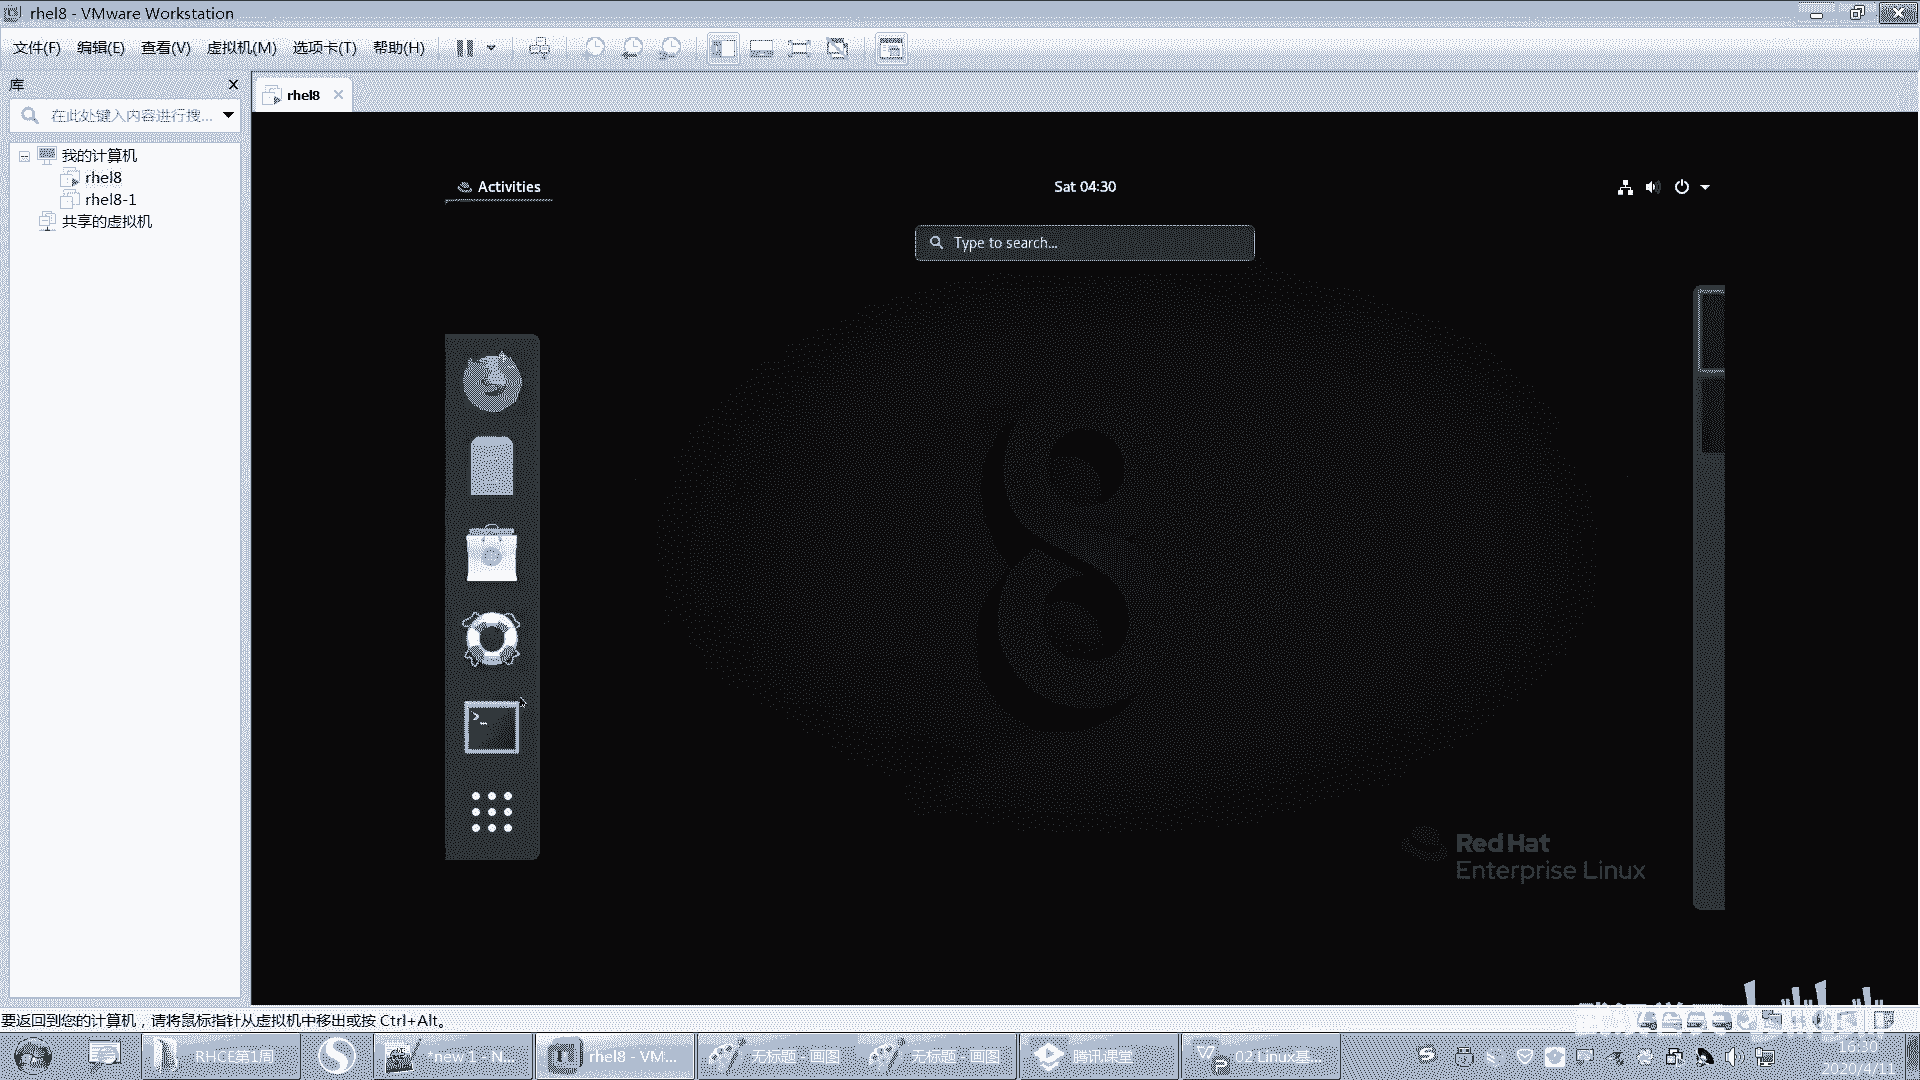 rhel8 - VMware Workstation
文件(F) 编辑(E) 查看(V) 虚拟机(M) 选项卡(T) 帮助(H)
库
在此处键入内容进行搜...
我的计算机
rhel8
rhel8-1
共享的虚拟机
rhel8
Activities
Sat 04:30
Type to search...
Red Hat
Enterprise Linux
要返回到您的计算机，请将鼠标指针从虚拟机中移出或按 Ctrl+Alt。
RHCE第1周
*new 1 - N...
rhel8 - VM...
无标题 - 画图
无标题 - 画图
腾讯课堂
02 Linux基...
16:30
2020/4/11